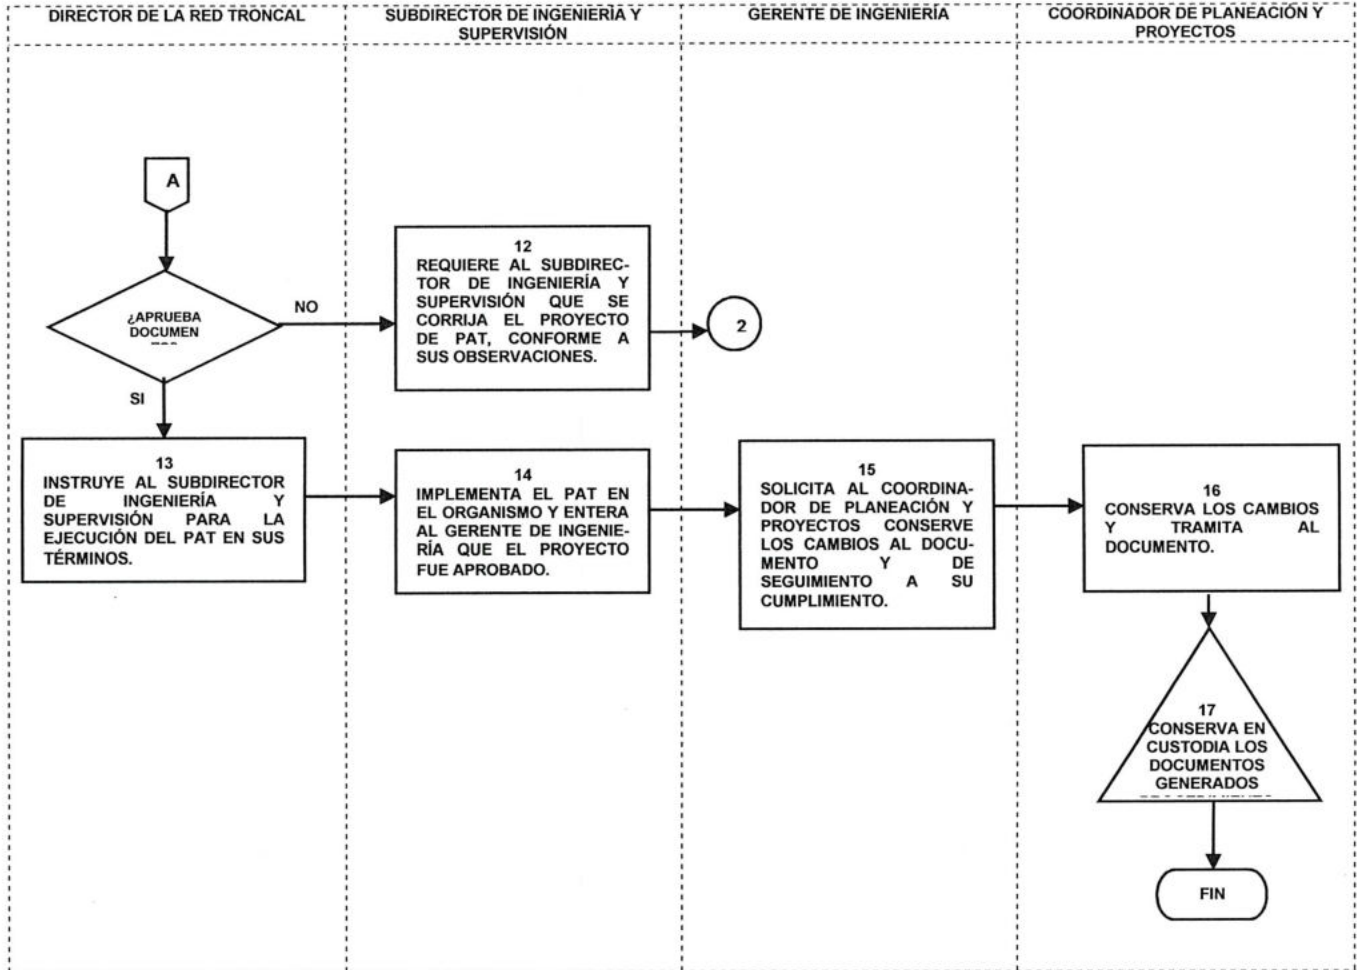 DIRECTOR DE LA RED TRONCAL
SUBDIRECTOR DE INGENIERÍA Y
SUPERVISIÓN
GERENTE DE INGENIERÍA
COORDINADOR DE PLANEACIÓN Y
PROYECTOS
A
¿APRUEBA
DOCUMEN
NO
SI
12
REQUIERE AL SUBDIREC-
TOR DE INGENIERÍA Y
SUPERVISIÓN QUE SE
CORRIJA EL PROYECTO
DE PAT, CONFORME A
SUS OBSERVACIONES.
2
13
INSTRUYE AL SUBDIRECTOR
DE INGENIERÍA Y
SUPERVISIÓN PARA LA
EJECUCIÓN DEL PAT EN SUS
TÉRMINOS.
14
IMPLEMENTA EL PAT EN
EL ORGANISMO Y ENTERA
AL GERENTE DE INGENIE-
RÍA QUE EL PROYECTO
FUE APROBADO.
15
SOLICITA AL COORDINA-
DOR DE PLANEACIÓN Y
PROYECTOS CONSERVE
LOS CAMBIOS AL DOCU-
MENTO Y DE
SEGUIMIENTO A SU
CUMPLIMIENTO.
16
CONSERVA LOS CAMBIOS
Y TRAMITA AL
DOCUMENTO.
17
CONSERVA EN
CUSTODIA LOS
DOCUMENTOS
GENERADOS
FIN